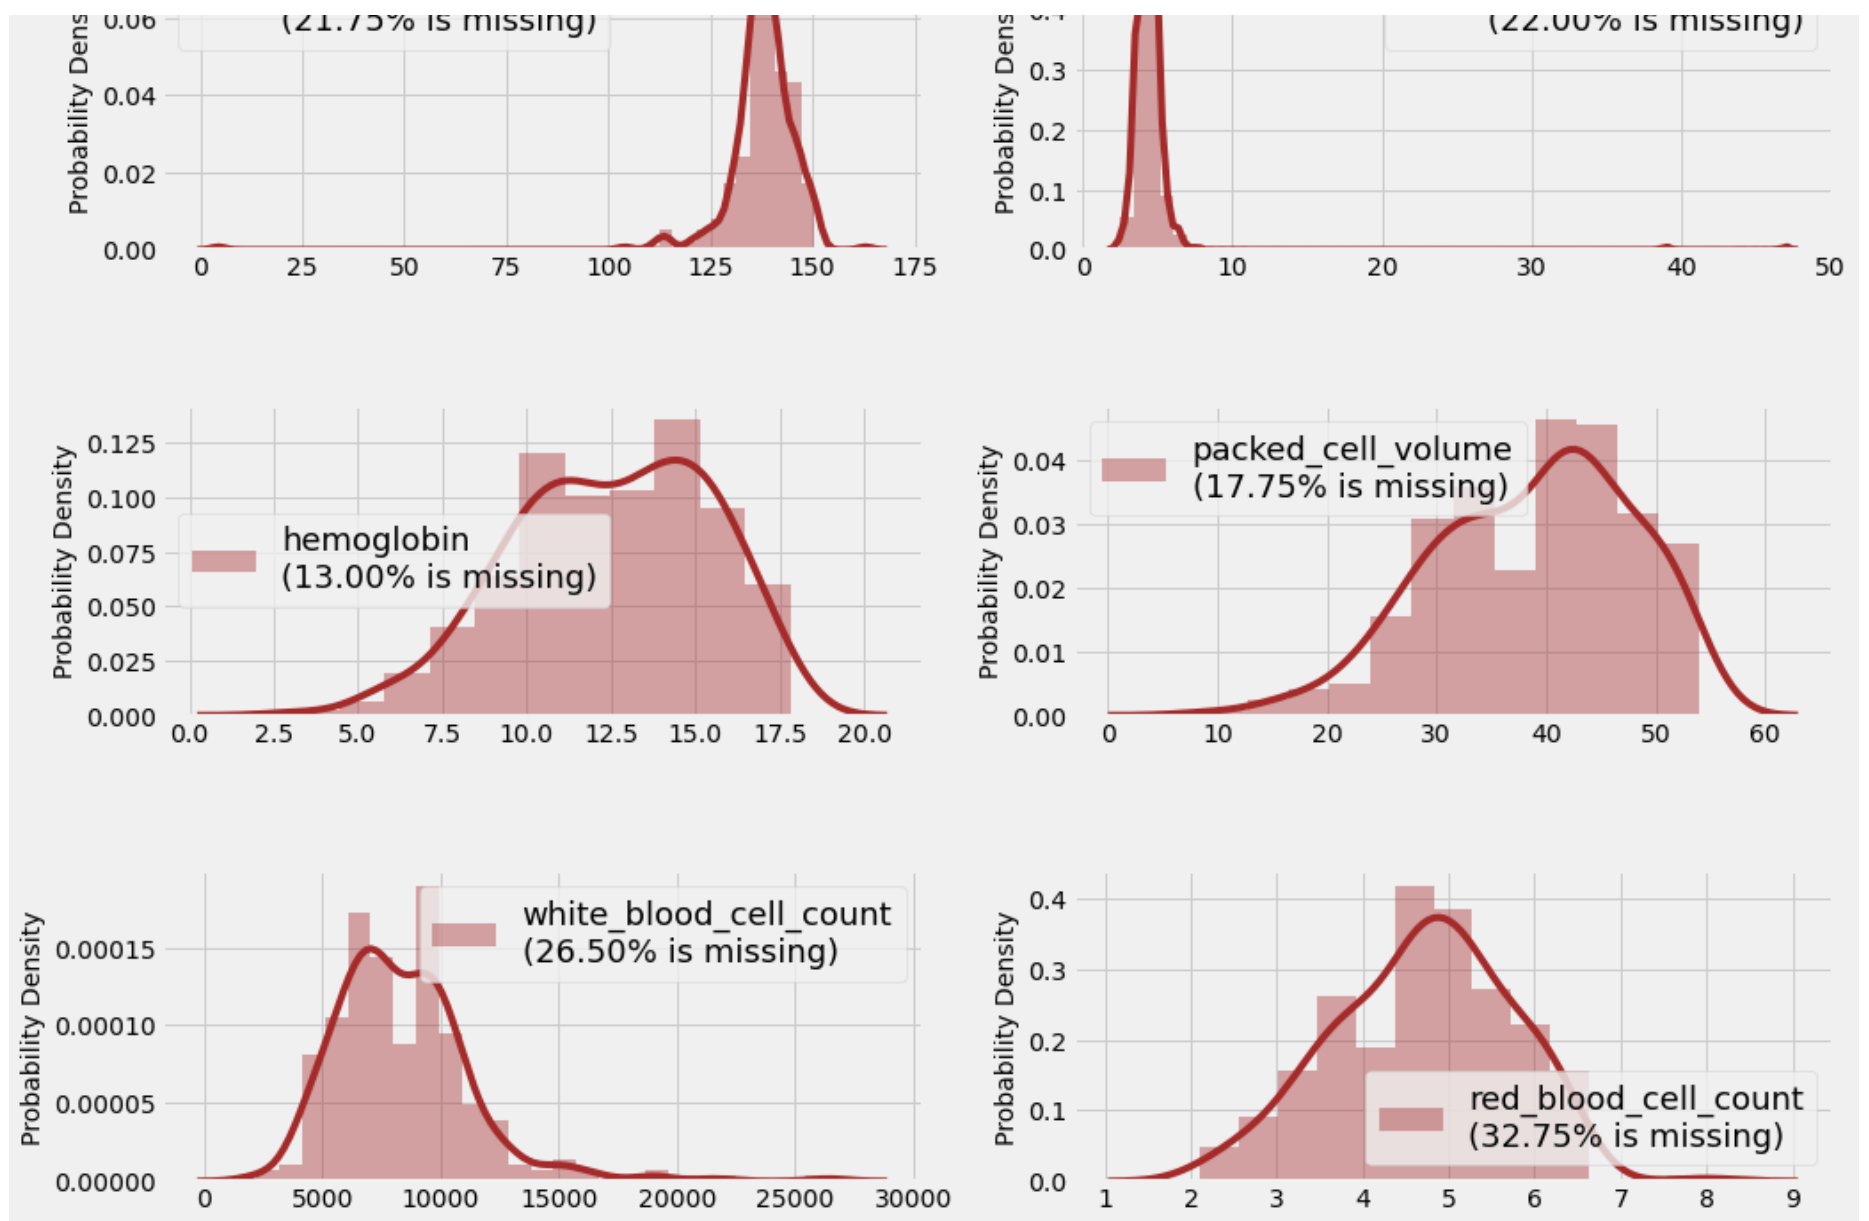 Probability Dens
0.06
0.04
0.02
0.00
(21.75% is missing)
0 25 50 75 100 125 150 175
Probability Dens
0.3
0.2
0.1
0.0
(22.00% is missing)
0 10 20 30 40 50
Probability Density
0.125
0.100
0.075
0.050
0.025
0.000
hemoglobin
(13.00% is missing)
0.0 2.5 5.0 7.5 10.0 12.5 15.0 17.5 20.0
Probability Density
0.04
0.03
0.02
0.01
0.00
packed_cell_volume
(17.75% is missing)
0 10 20 30 40 50 60
Probability Density
0.00015
0.00010
0.00005
0.00000
white_blood_cell_count
(26.50% is missing)
0 5000 10000 15000 20000 25000 30000
Probability Density
0.4
0.3
0.2
0.1
0.0
red_blood_cell_count
(32.75% is missing)
1 2 3 4 5 6 7 8 9